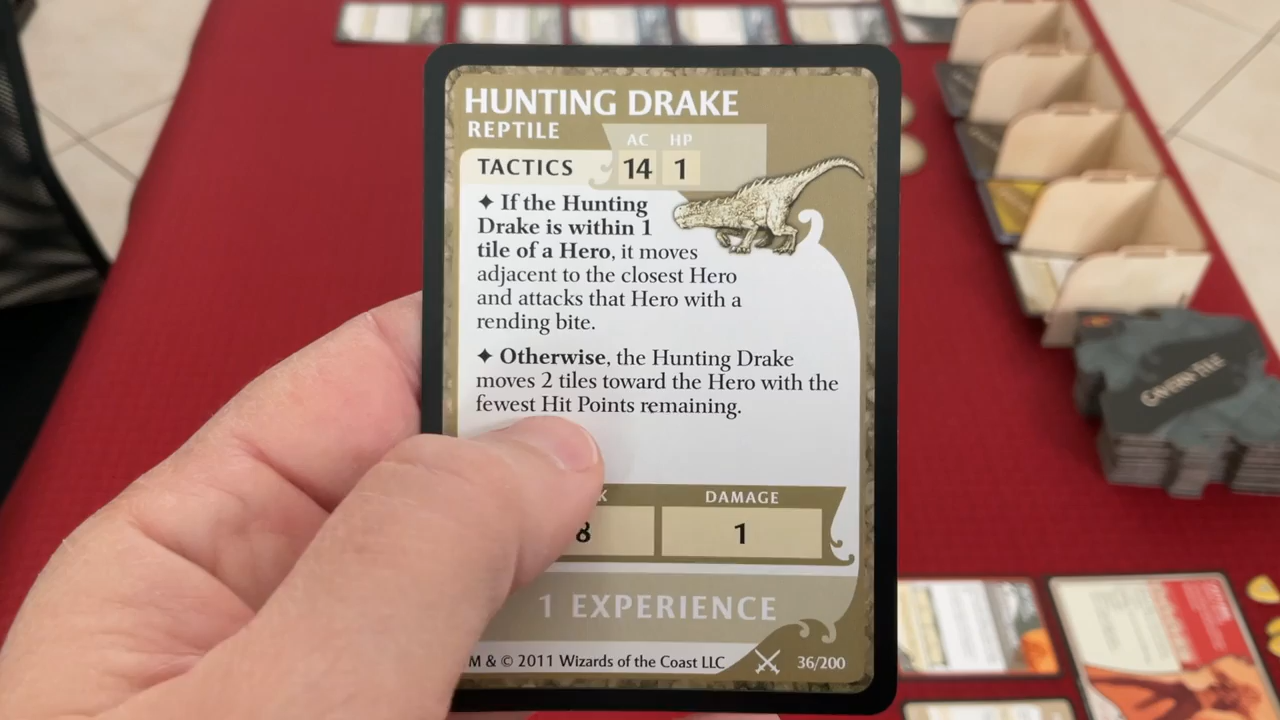 HUNTING DRAKE
REPTILE
AC HP
TACTICS 14 1
✦ If the Hunting
Drake is within 1
tile of a Hero, it moves
adjacent to the closest Hero
and attacks that Hero with a
rending bite.
✦ Otherwise, the Hunting Drake
moves 2 tiles toward the Hero with the
fewest Hit Points remaining.
K DAMAGE
8 1
1 EXPERIENCE
M & © 2011 Wizards of the Coast LLC 36/200
CAVERN TILE